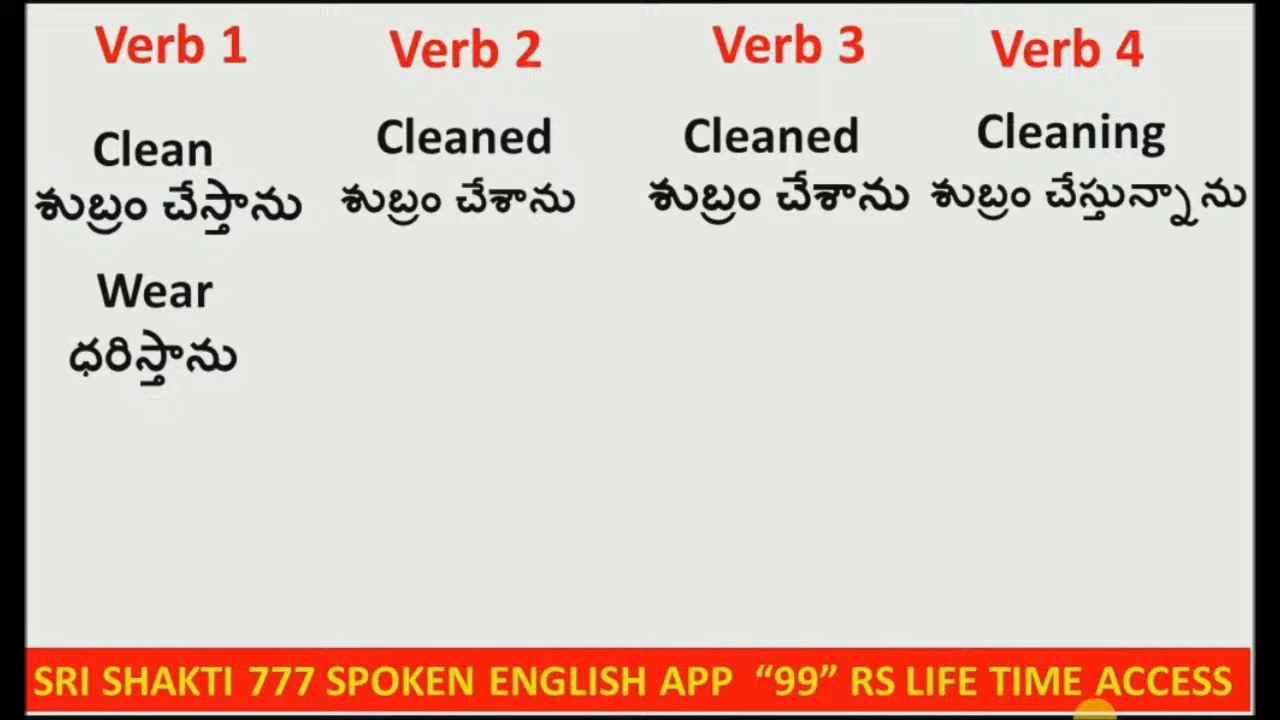 Verb 1 Verb 2 Verb 3 Verb 4
Clean Cleaned Cleaned Cleaning
శుబ్రం చేస్తాను శుబ్రం చేశాను శుబ్రం చేశాను శుబ్రం చేస్తున్నాను
Wear
ధరిస్తాను
SRI SHAKTI 777 SPOKEN ENGLISH APP “99” RS LIFE TIME ACCESS